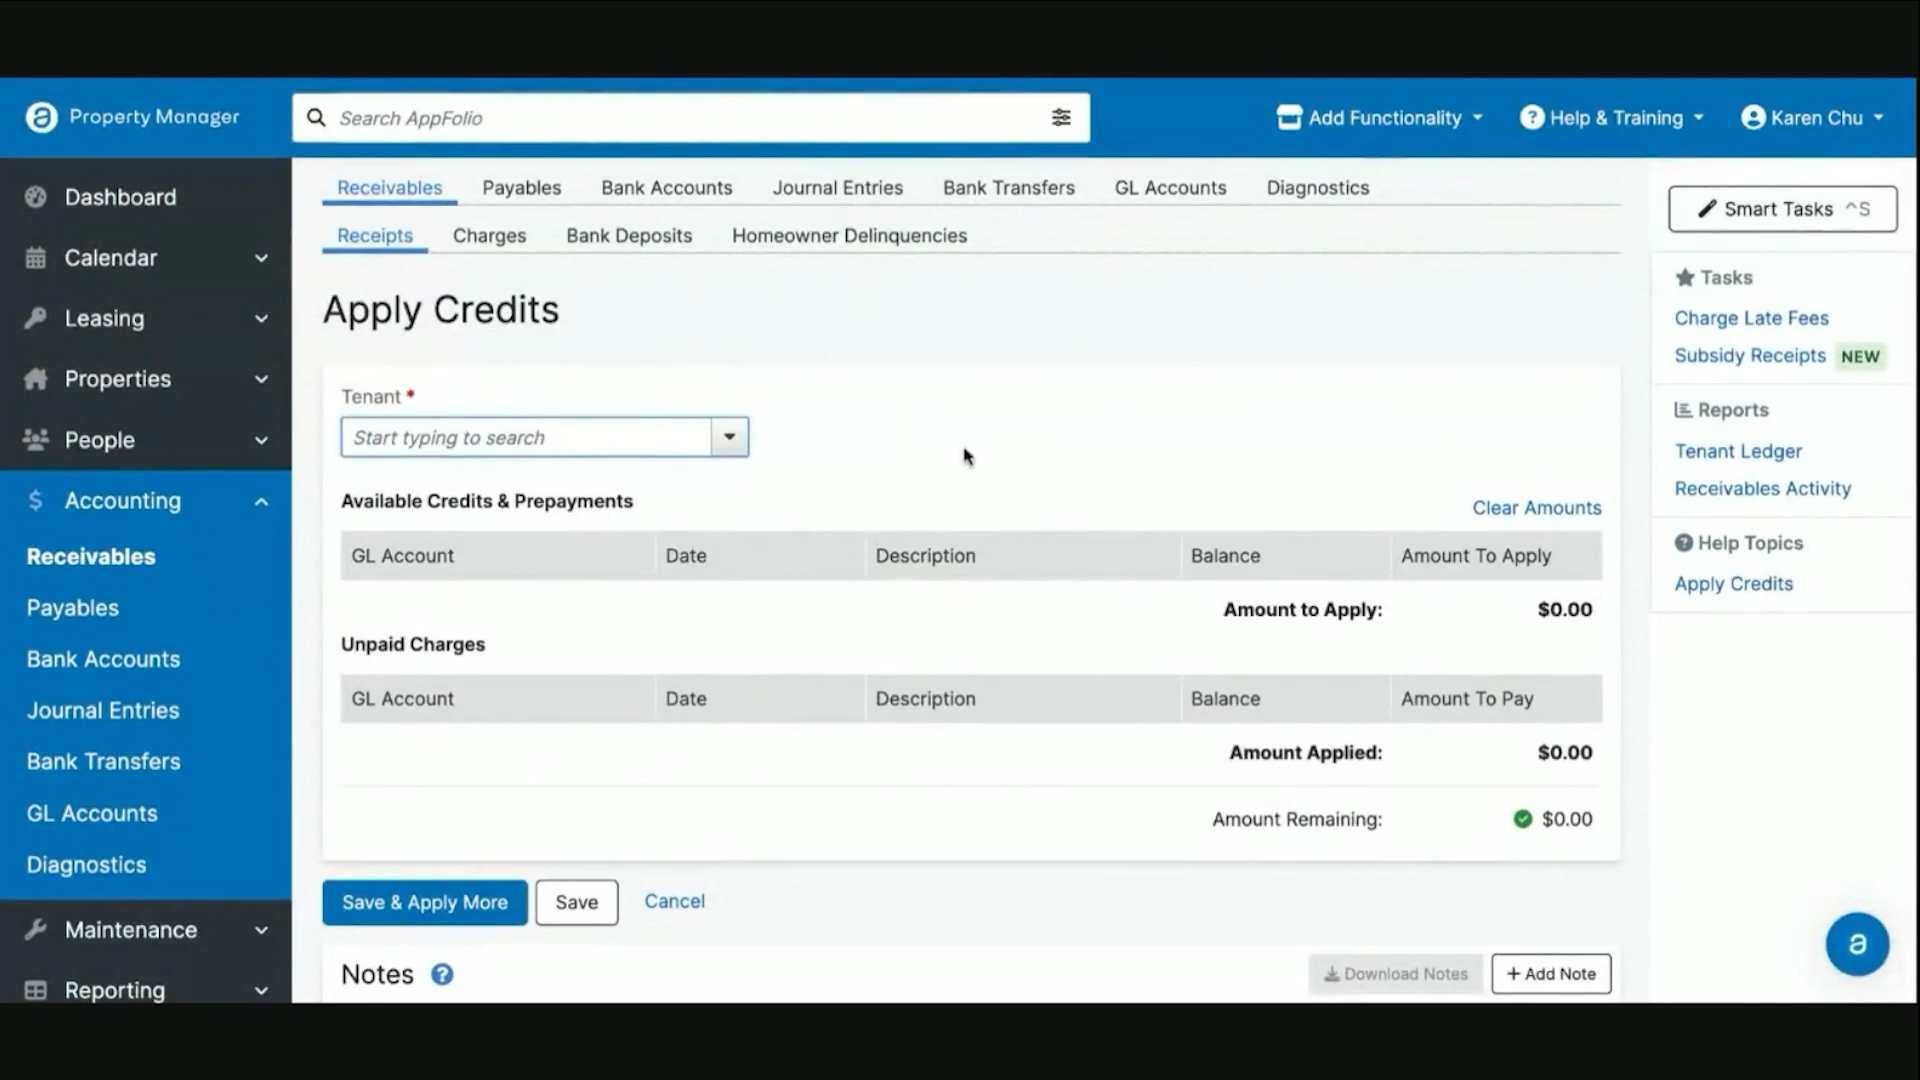 Property Manager
Search AppFolio
Add Functionality
Help & Training
Karen Chu
Dashboard
Calendar
Leasing
Properties
People
Accounting
Receivables
Payables
Bank Accounts
Journal Entries
Bank Transfers
GL Accounts
Diagnostics
Maintenance
Reporting
Receivables Payables Bank Accounts Journal Entries Bank Transfers GL Accounts Diagnostics
Receipts Charges Bank Deposits Homeowner Delinquencies
Apply Credits
Tenant *
Start typing to search
Available Credits & Prepayments
Clear Amounts
GL Account Date Description Balance Amount To Apply
Amount to Apply: $0.00
Unpaid Charges
GL Account Date Description Balance Amount To Pay
Amount Applied: $0.00
Amount Remaining: $0.00
Save & Apply More Save Cancel
Notes ?
Download Notes + Add Note
Smart Tasks ^S
Tasks
Charge Late Fees
Subsidy Receipts NEW
Reports
Tenant Ledger
Receivables Activity
Help Topics
Apply Credits